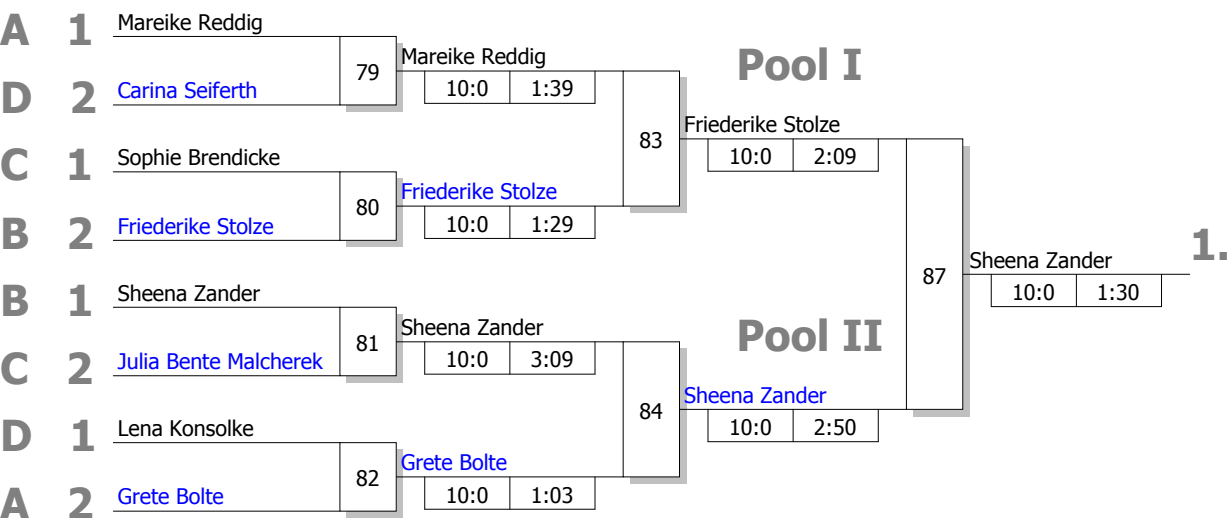 A 1 Mareike Reddig
79
Mareike Reddig
10:0 1:39
D 2 Carina Seiferth
Pool I
83
Friederike Stolze
10:0 2:09
C 1 Sophie Brendicke
80
Friederike Stolze
10:0 1:29
B 2 Friederike Stolze
87
Sheena Zander
10:0 1:30
1.
B 1 Sheena Zander
81
Sheena Zander
10:0 3:09
C 2 Julia Bente Malcherek
Pool II
84
Sheena Zander
10:0 2:50
D 1 Lena Konsolke
82
Grete Bolte
10:0 1:03
A 2 Grete Bolte